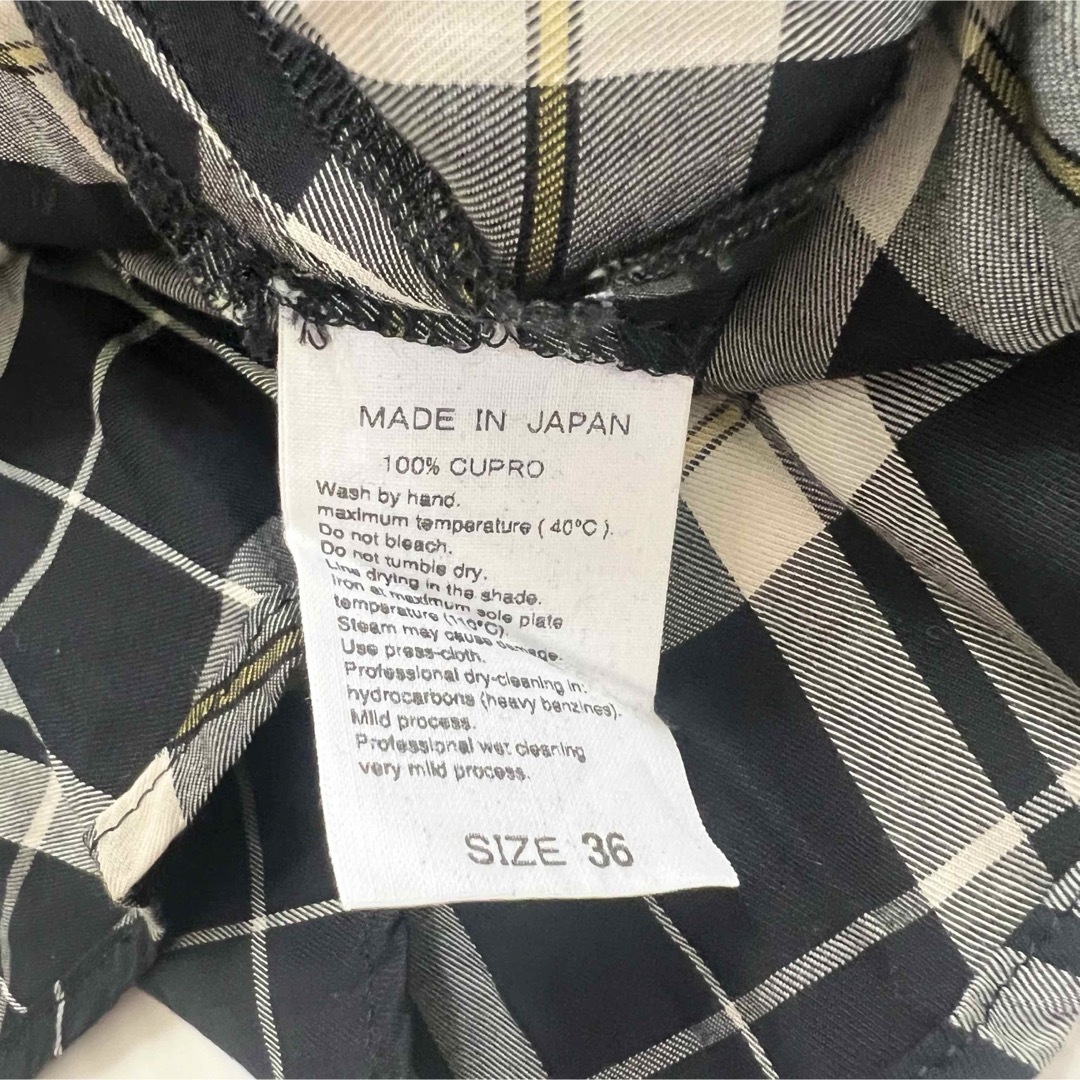 MADE IN JAPAN
100% CUPRO
Wash by hand.
maximum temperature ( 40°C ).
Do not bleach.
Do not tumble dry.
Line drying in the shade.
Iron at maximum sole plate
temperature (110°C).
Steam may cause damage.
Use press-cloth.
Professional dry-cleaning in:
hydrocarbons (heavy benzines).
Mild process.
Professional wet cleaning
very mild process.
SIZE 36